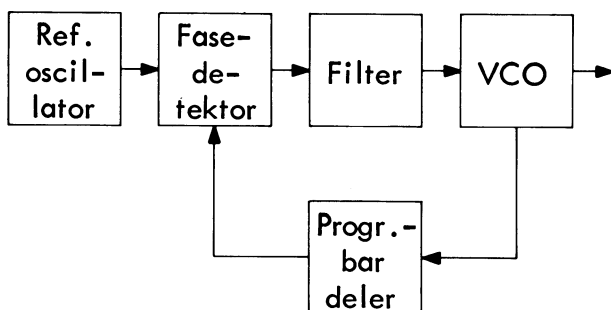 Ref.
oscil-
lator
Fase-
de-
tektor
Filter
VCO
Progr.-
bar
deler